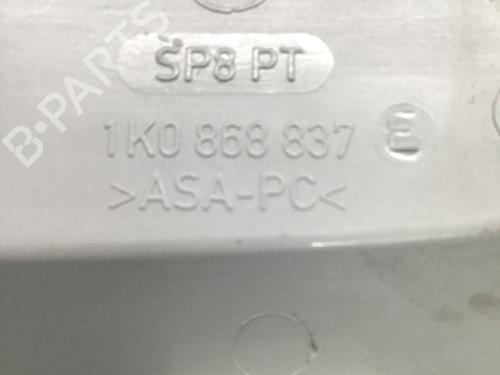 SP8 PT
1K0 868 837 E
>ASA-PC<
B-PARTS